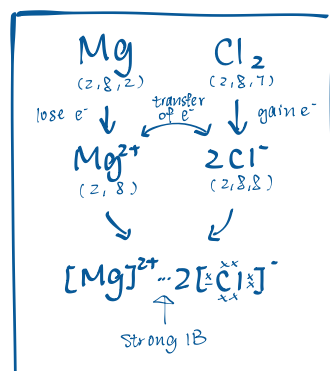 Mg Cl₂
(2,8,2) (2,8,7)
lose e⁻ transfer of e⁻ gain e⁻
Mg²⁺ 2Cl⁻
(2,8) (2,8,8)
[Mg]²⁺...2[Cl]⁻
Strong IB